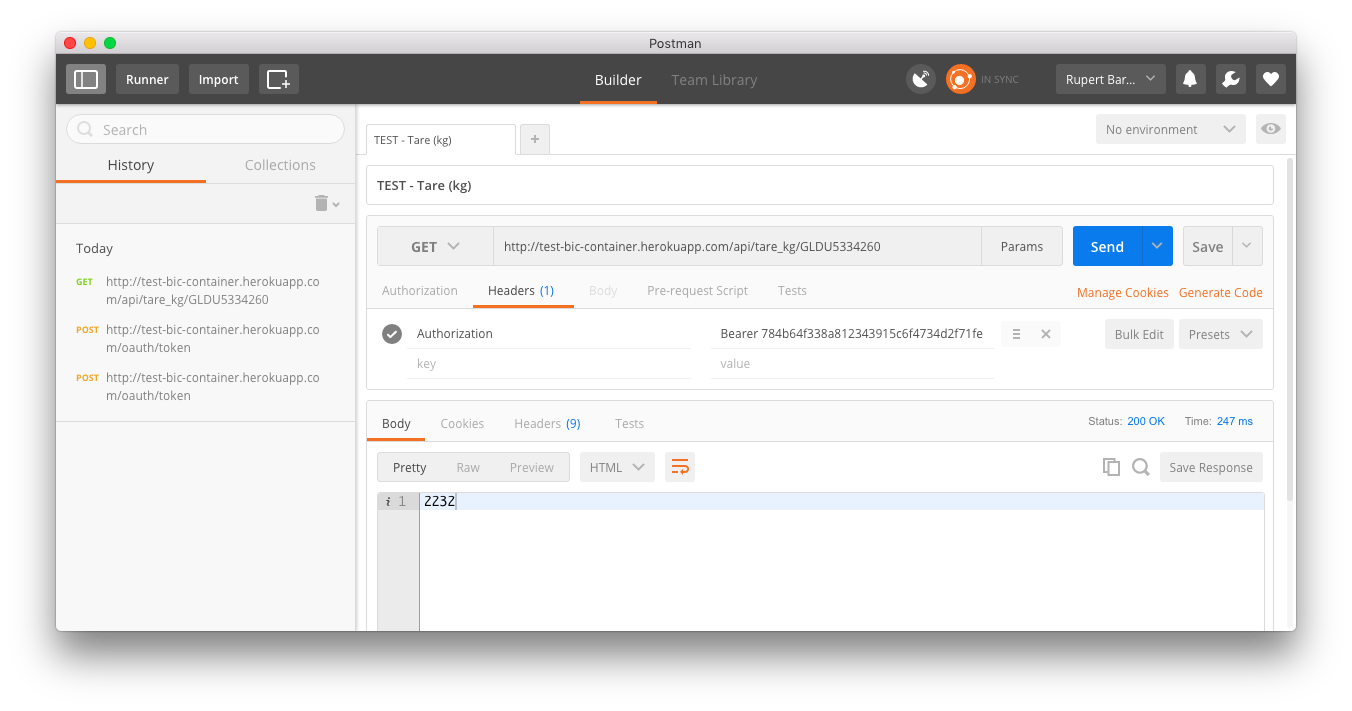 Postman
Runner Import Builder Team Library IN SYNC Rupert Bar...
Search
History Collections
Today
GET http://test-bic-container.herokuapp.co
m/api/tare_kg/GLDU5334260
POST http://test-bic-container.herokuapp.co
m/oauth/token
POST http://test-bic-container.herokuapp.co
m/oauth/token
TEST - Tare (kg) + No environment
TEST - Tare (kg)
GET http://test-bic-container.herokuapp.com/api/tare_kg/GLDU5334260 Params Send Save
Authorization Headers (1) Body Pre-request Script Tests Manage Cookies Generate Code
Authorization Bearer 784b64f338a812343915c6f4734d2f71fe Bulk Edit Presets
key value
Body Cookies Headers (9) Tests Status: 200 OK Time: 247 ms
Pretty Raw Preview HTML Save Response
i 1 2232